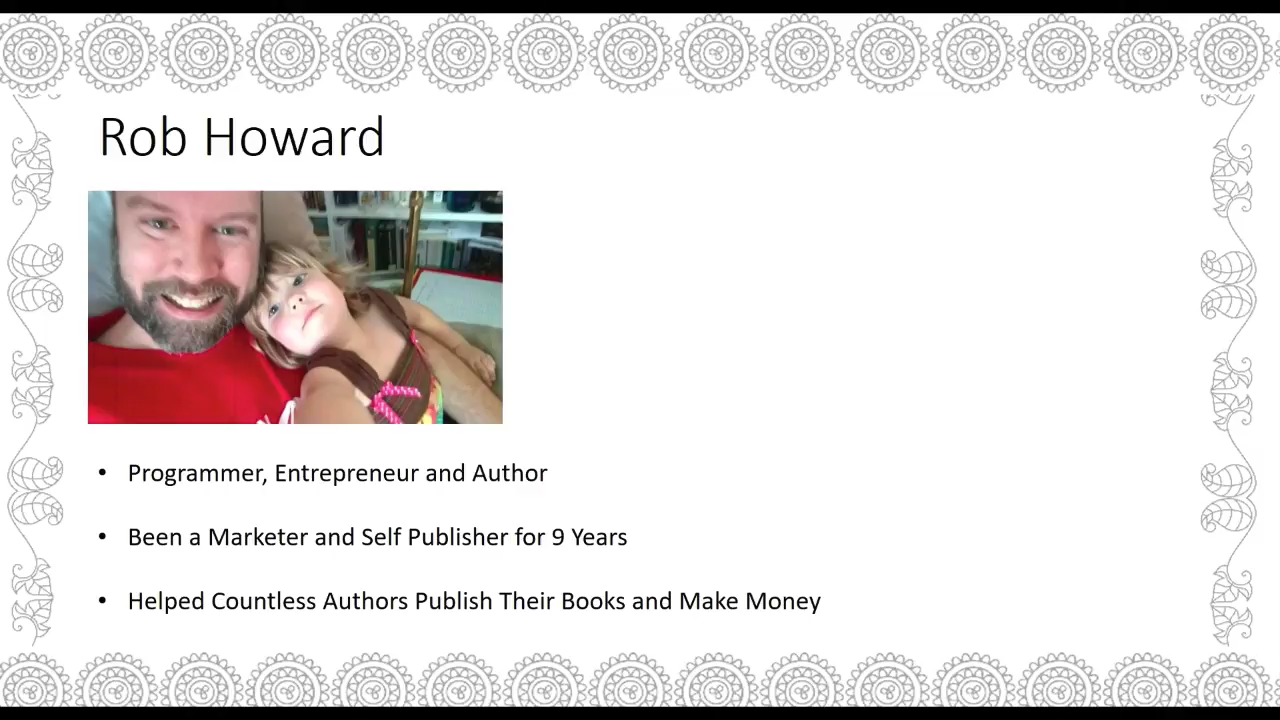 Rob Howard
• Programmer, Entrepreneur and Author
• Been a Marketer and Self Publisher for 9 Years
• Helped Countless Authors Publish Their Books and Make Money